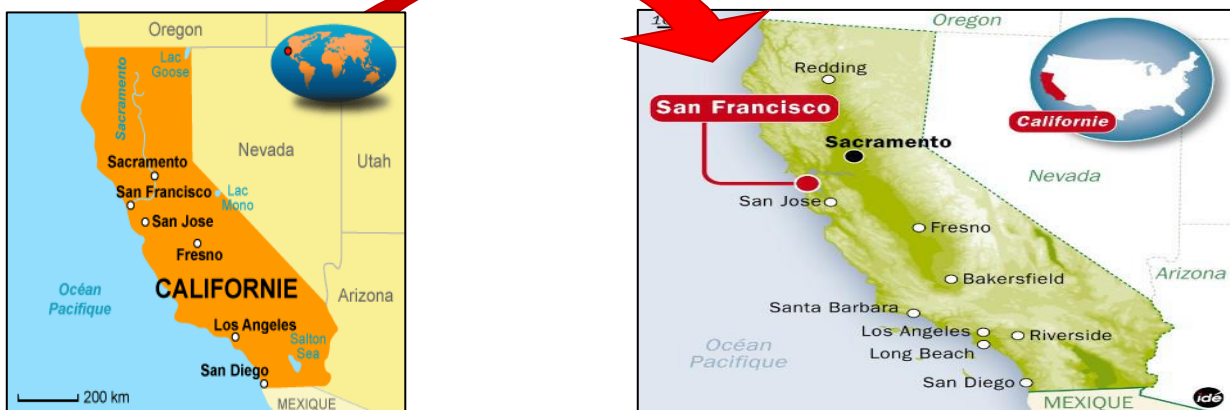 Oregon
Lac
Goose
Sacramento
Nevada
Utah
Sacramento
San Francisco
Lac
Mono
San Jose
Fresno
CALIFORNIE
Océan
Pacifique
Arizona
Los Angeles
Salton
Sea
San Diego
200 km
MEXIQUE
Oregon
Redding
San Francisco
Californie
Sacramento
Nevada
San Jose
Fresno
Bakersfield
Arizona
Santa Barbara
Los Angeles
Riverside
Océan
Pacifique
Long Beach
San Diego
MEXIQUE
idé